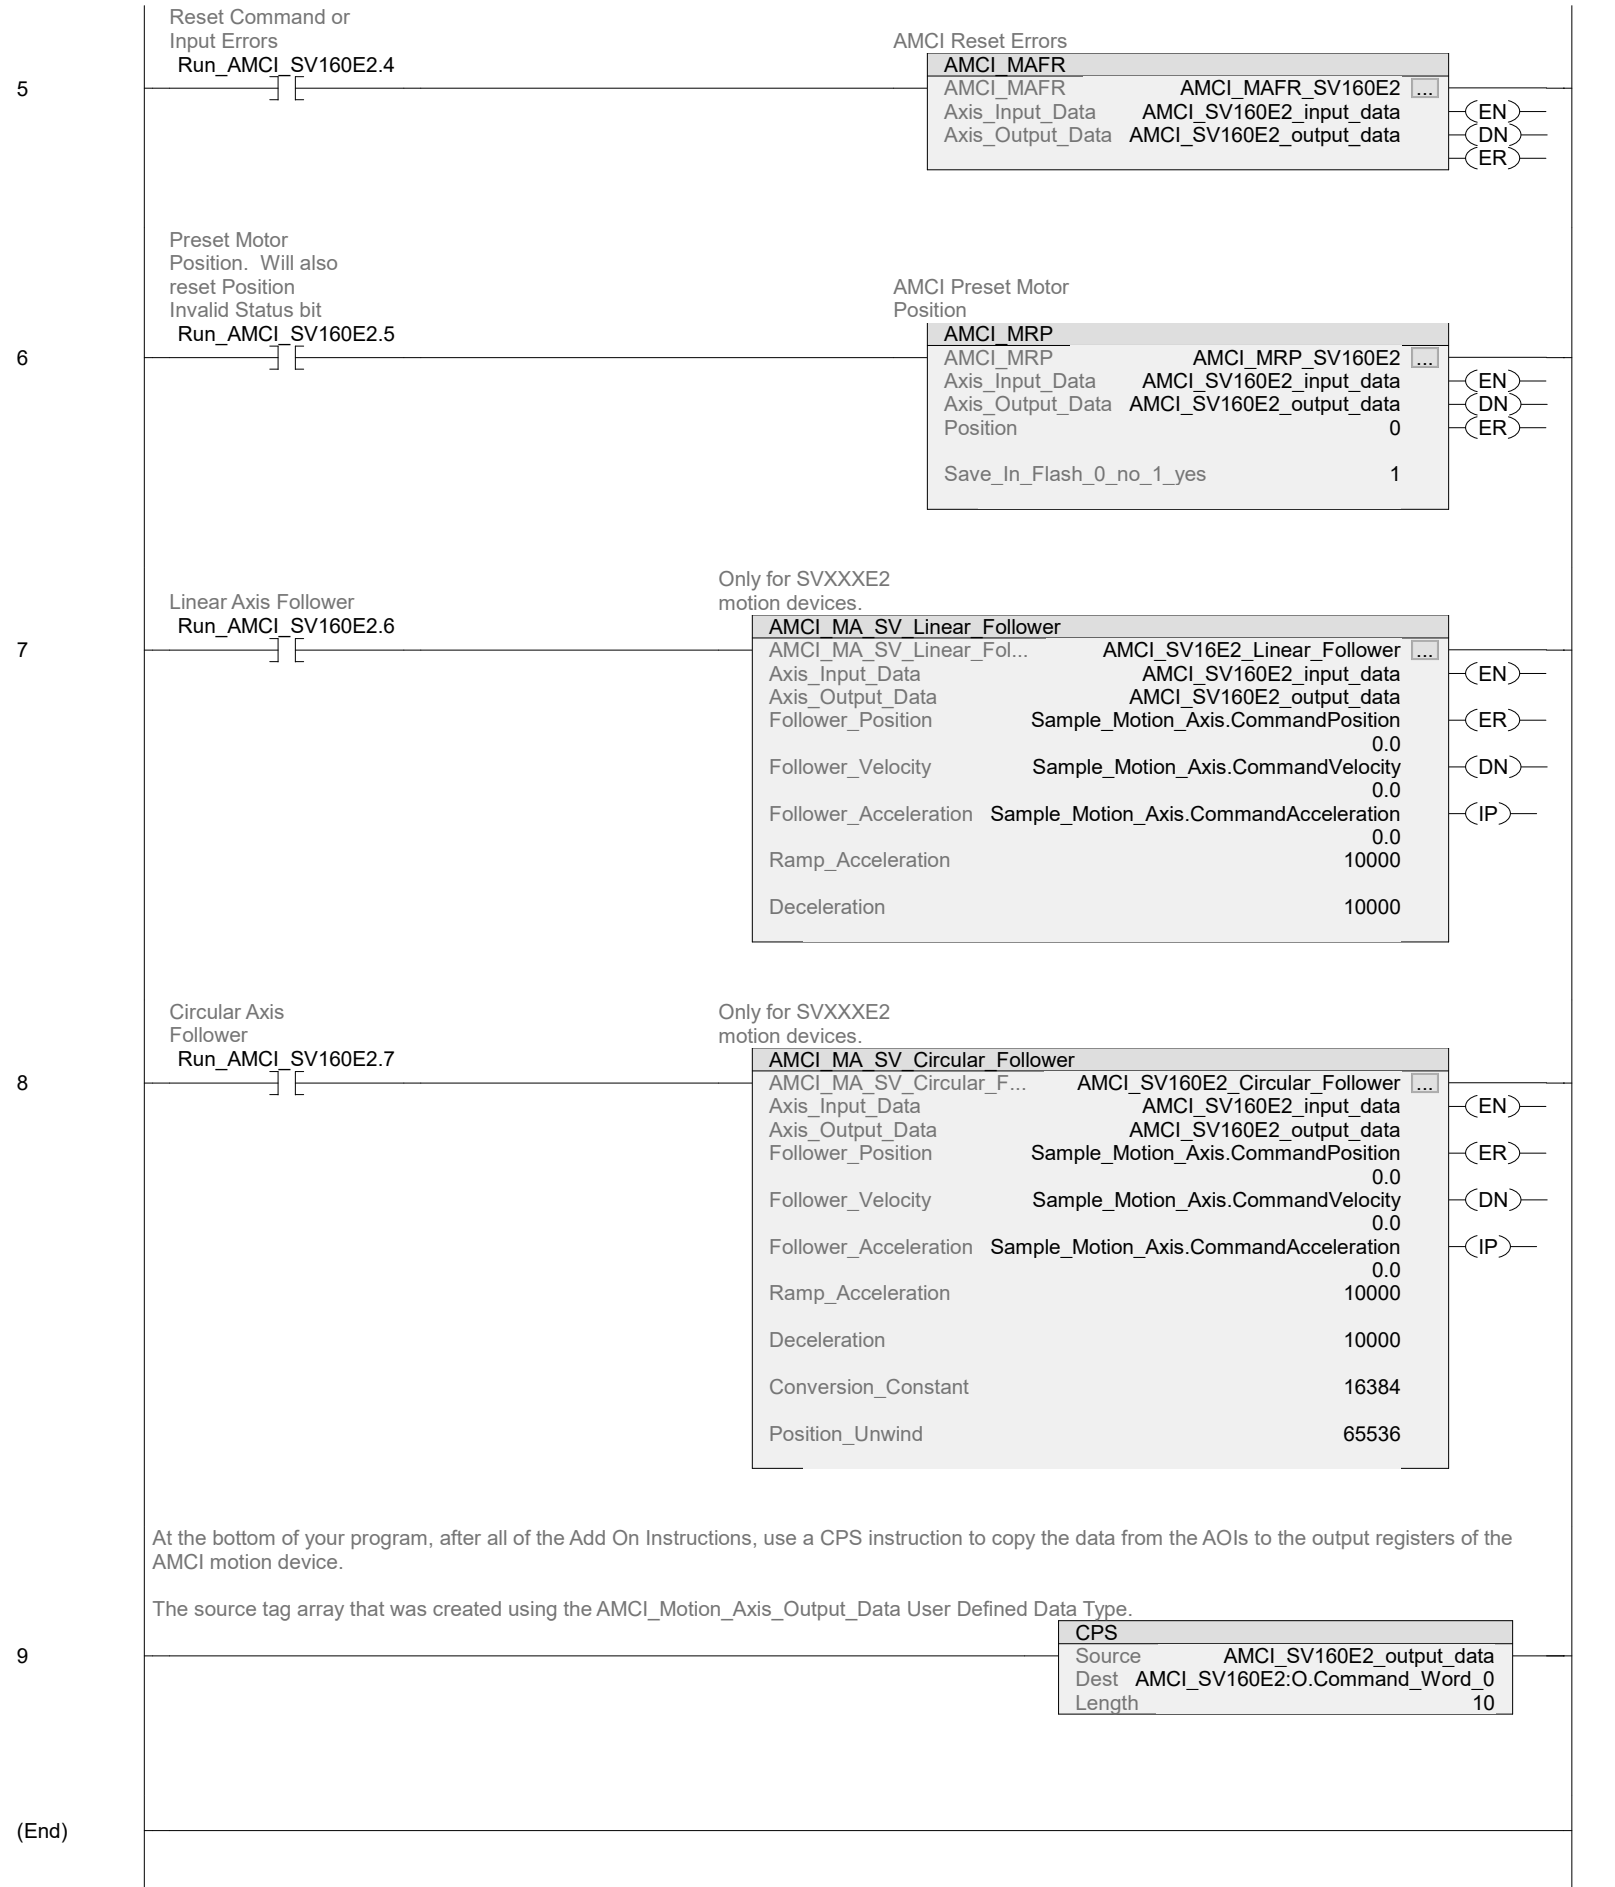 Reset Command or
Input Errors
Run_AMCI_SV160E2.4
5
AMCI Reset Errors
AMCI_MAFR
AMCI_MAFR AMCI_MAFR_SV160E2 ...
Axis_Input_Data AMCI_SV160E2_input_data (EN)
Axis_Output_Data AMCI_SV160E2_output_data (DN)
(ER)
Preset Motor
Position. Will also
reset Position
Invalid Status bit
Run_AMCI_SV160E2.5
6
AMCI Preset Motor
Position
AMCI_MRP
AMCI_MRP AMCI_MRP_SV160E2 ...
Axis_Input_Data AMCI_SV160E2_input_data (EN)
Axis_Output_Data AMCI_SV160E2_output_data (DN)
Position 0 (ER)
Save_In_Flash_0_no_1_yes 1
Linear Axis Follower
Run_AMCI_SV160E2.6
7
Only for SVXXXE2
motion devices.
AMCI_MA_SV_Linear_Follower
AMCI_MA_SV_Linear_Fol... AMCI_SV16E2_Linear_Follower ...
Axis_Input_Data AMCI_SV160E2_input_data (EN)
Axis_Output_Data AMCI_SV160E2_output_data
Follower_Position Sample_Motion_Axis.CommandPosition (ER)
0.0
Follower_Velocity Sample_Motion_Axis.CommandVelocity (DN)
0.0
Follower_Acceleration Sample_Motion_Axis.CommandAcceleration (IP)
0.0
Ramp_Acceleration 10000
Deceleration 10000
Circular Axis
Follower
Run_AMCI_SV160E2.7
8
Only for SVXXXE2
motion devices.
AMCI_MA_SV_Circular_Follower
AMCI_MA_SV_Circular_F... AMCI_SV160E2_Circular_Follower ...
Axis_Input_Data AMCI_SV160E2_input_data (EN)
Axis_Output_Data AMCI_SV160E2_output_data
Follower_Position Sample_Motion_Axis.CommandPosition (ER)
0.0
Follower_Velocity Sample_Motion_Axis.CommandVelocity (DN)
0.0
Follower_Acceleration Sample_Motion_Axis.CommandAcceleration (IP)
0.0
Ramp_Acceleration 10000
Deceleration 10000
Conversion_Constant 16384
Position_Unwind 65536
At the bottom of your program, after all of the Add On Instructions, use a CPS instruction to copy the data from the AOIs to the output registers of the
AMCI motion device.
The source tag array that was created using the AMCI_Motion_Axis_Output_Data User Defined Data Type.
9
CPS
Source AMCI_SV160E2_output_data
Dest AMCI_SV160E2:O.Command_Word_0
Length 10
(End)